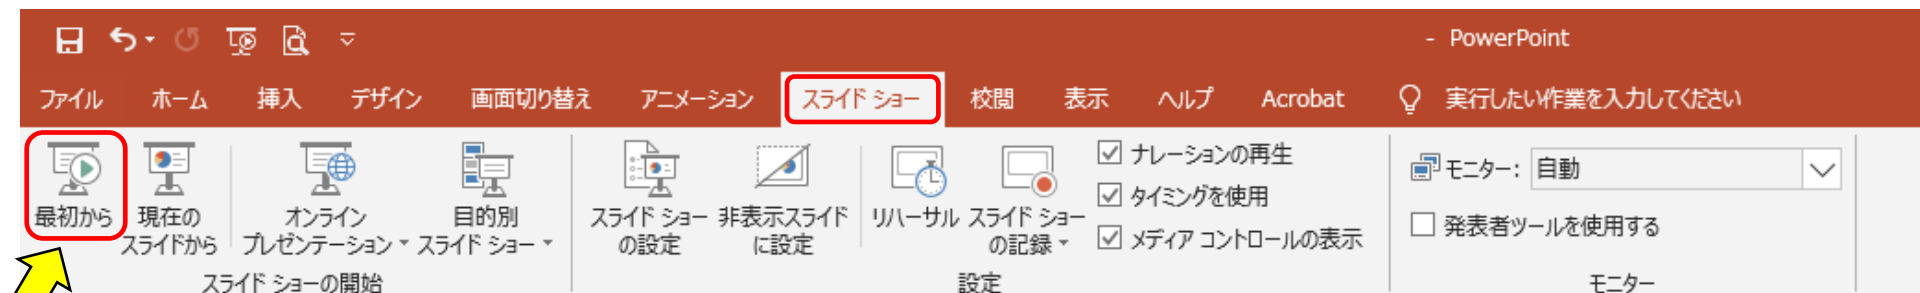 - PowerPoint
ファイル ホーム 挿入 デザイン 画面切り替え アニメーション スライド ショー 校閲 表示 ヘルプ Acrobat 実行したい作業を入力してください
最初から
現在の
スライドから
オンライン
プレゼンテーション
目的別
スライド ショー
スライド ショーの開始
スライド ショー
の設定
非表示スライド
に設定
リハーサル
スライド ショー
の記録
ナレーションの再生
タイミングを使用
メディア コントロールの表示
設定
モニター: 自動
発表者ツールを使用する
モニター